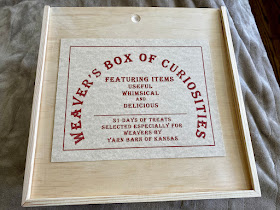 WEAVER'S BOX OF CURIOSITIES
FEATURING ITEMS
USEFUL
WHIMSICAL
AND
DELICIOUS
31 DAYS OF TREATS
SELECTED ESPECIALLY FOR
WEAVERS BY
YARN BARN OF KANSAS